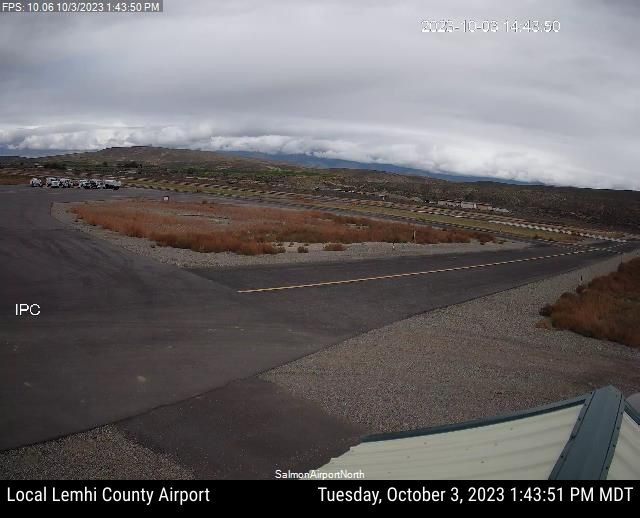 FPS: 10.06 10/3/2023 1:43:50 PM
2023-10-03 14:43:50
IPC
SalmonAirportNorth
Local Lemhi County Airport
Tuesday, October 3, 2023 1:43:51 PM MDT